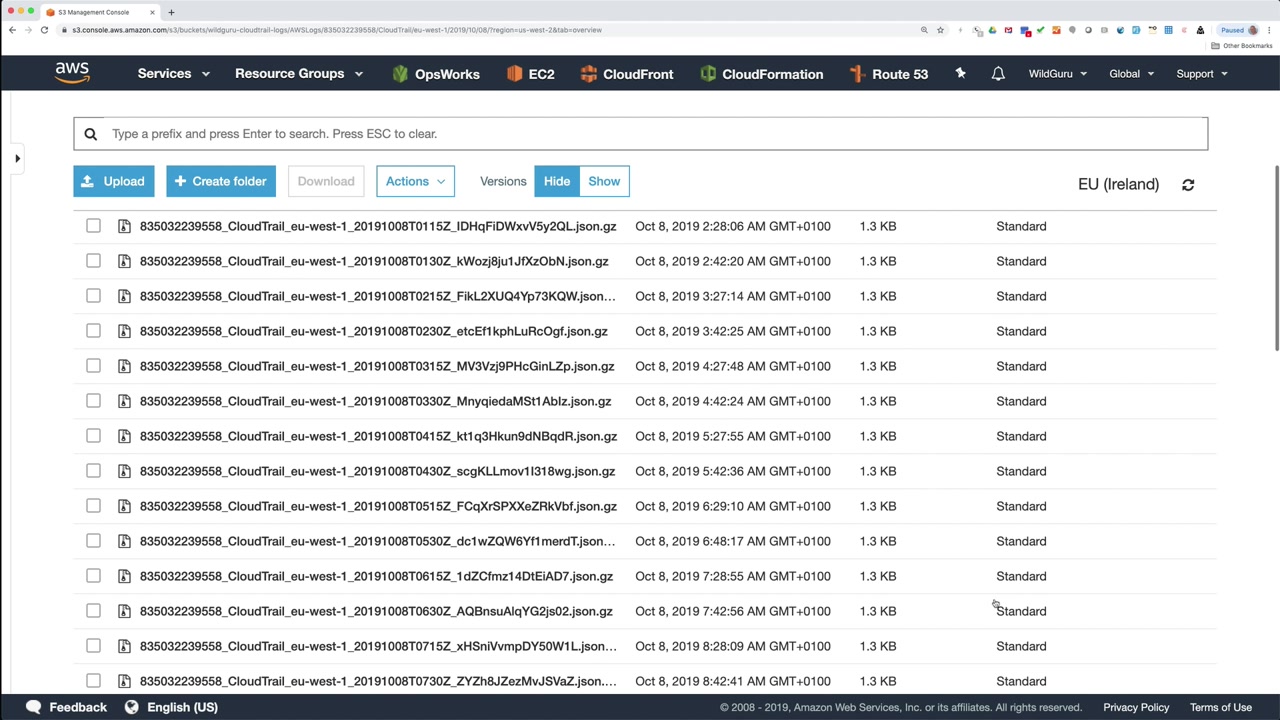 S3 Management Console
s3.console.aws.amazon.com/s3/buckets/wildguru-cloudtrail-logs/AWSLogs/835032239558/CloudTrail/eu-west-1/2019/10/08/?region=us-west-2&tab=overview
Paused
Other Bookmarks
aws Services Resource Groups OpsWorks EC2 CloudFront CloudFormation Route 53 WildGuru Global Support
Type a prefix and press Enter to search. Press ESC to clear.
Upload + Create folder Download Actions Versions Hide Show EU (Ireland)
835032239558_CloudTrail_eu-west-1_20191008T0115Z_IDHqFiDWxvV5y2QL.json.gz Oct 8, 2019 2:28:06 AM GMT+0100 1.3 KB Standard
835032239558_CloudTrail_eu-west-1_20191008T0130Z_kWozj8ju1JfXzObN.json.gz Oct 8, 2019 2:42:20 AM GMT+0100 1.3 KB Standard
835032239558_CloudTrail_eu-west-1_20191008T0215Z_FikL2XUQ4Yp73KQW.json... Oct 8, 2019 3:27:14 AM GMT+0100 1.3 KB Standard
835032239558_CloudTrail_eu-west-1_20191008T0230Z_etcEf1kphLuRcOgf.json.gz Oct 8, 2019 3:42:25 AM GMT+0100 1.3 KB Standard
835032239558_CloudTrail_eu-west-1_20191008T0315Z_MV3Vzj9PHcGinLZp.json.gz Oct 8, 2019 4:27:48 AM GMT+0100 1.3 KB Standard
835032239558_CloudTrail_eu-west-1_20191008T0330Z_MnyqiedaMSt1AbIz.json.gz Oct 8, 2019 4:42:24 AM GMT+0100 1.3 KB Standard
835032239558_CloudTrail_eu-west-1_20191008T0415Z_kt1q3Hkun9dNBqdR.json.gz Oct 8, 2019 5:27:55 AM GMT+0100 1.3 KB Standard
835032239558_CloudTrail_eu-west-1_20191008T0430Z_scgKLLmov1I318wg.json.gz Oct 8, 2019 5:42:36 AM GMT+0100 1.3 KB Standard
835032239558_CloudTrail_eu-west-1_20191008T0515Z_FCqXrSPXXeZRkVbf.json.gz Oct 8, 2019 6:29:10 AM GMT+0100 1.3 KB Standard
835032239558_CloudTrail_eu-west-1_20191008T0530Z_dc1wZQW6Yf1merdT.json... Oct 8, 2019 6:48:17 AM GMT+0100 1.3 KB Standard
835032239558_CloudTrail_eu-west-1_20191008T0615Z_1dZCfmz14DtEiAD7.json.gz Oct 8, 2019 7:28:55 AM GMT+0100 1.3 KB Standard
835032239558_CloudTrail_eu-west-1_20191008T0630Z_AQBnsuAlqYG2js02.json.gz Oct 8, 2019 7:42:56 AM GMT+0100 1.3 KB Standard
835032239558_CloudTrail_eu-west-1_20191008T0715Z_xHSniVvmpDY50W1L.json... Oct 8, 2019 8:28:09 AM GMT+0100 1.3 KB Standard
835032239558_CloudTrail_eu-west-1_20191008T0730Z_ZYZh8JZezMvJSVaZ.json.... Oct 8, 2019 8:42:41 AM GMT+0100 1.3 KB Standard
Feedback English (US) © 2008 - 2019, Amazon Web Services, Inc. or its affiliates. All rights reserved. Privacy Policy Terms of Use